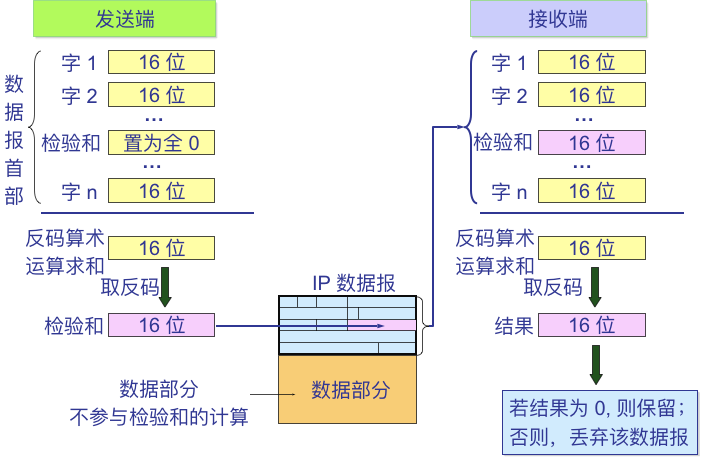 发送端
数据报首部
字 1
16 位
字 2
16 位
...
检验和
置为全 0
...
字 n
16 位
反码算术
运算求和
16 位
取反码
检验和
16 位
数据部分
不参与检验和的计算
IP 数据报
数据部分
接收端
字 1
16 位
字 2
16 位
...
检验和
16 位
...
字 n
16 位
反码算术
运算求和
16 位
取反码
结果
16 位
若结果为 0, 则保留；
否则，丢弃该数据报